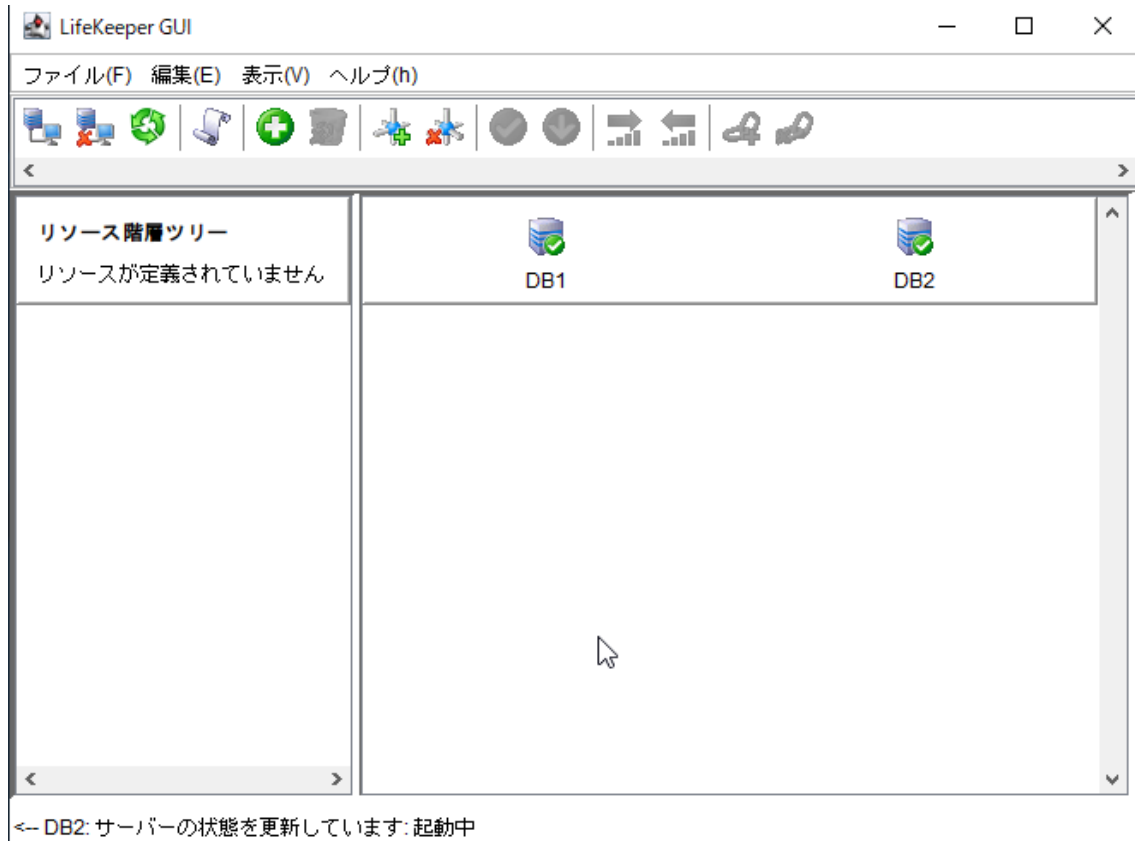 LifeKeeper GUI
ファイル(F) 編集(E) 表示(V) ヘルプ(h)
リソース階層ツリー
リソースが定義されていません
DB1
DB2
<-- DB2: サーバーの状態を更新しています: 起動中